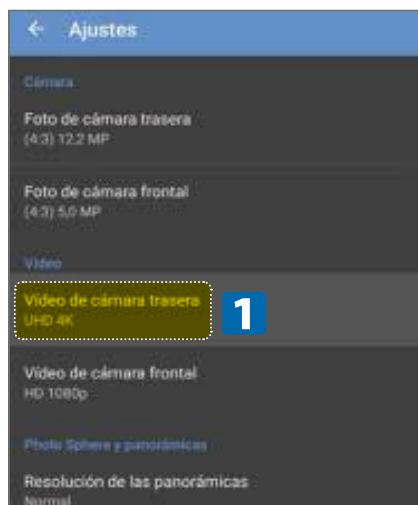 Ajustes
Cámara
Foto de cámara trasera
(4:3) 12,2 MP
Foto de cámara frontal
(4:3) 5,0 MP
Vídeo
Vídeo de cámara trasera
UHD 4K
1
Vídeo de cámara frontal
HD 1080p
Photo Sphere y panorámicas
Resolución de las panorámicas
Normal